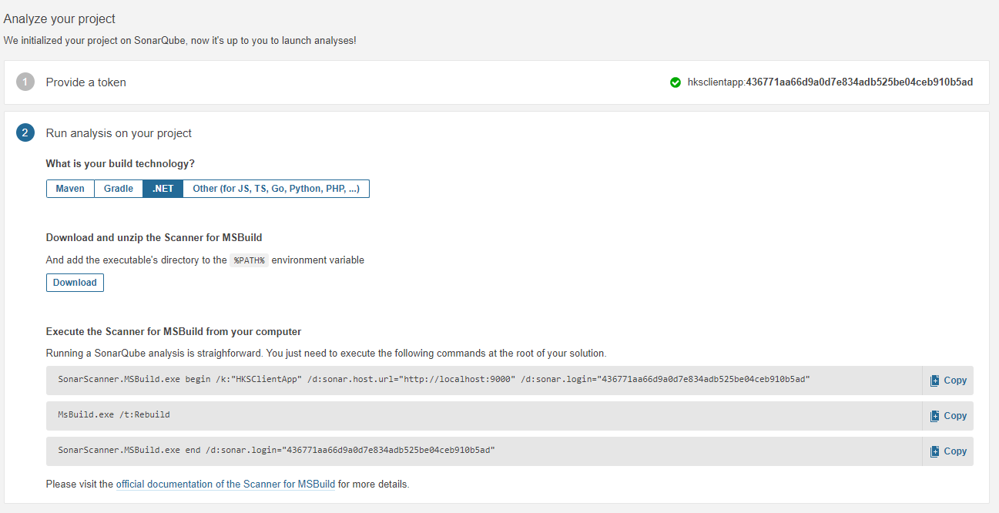 Analyze your project
We initialized your project on SonarQube, now it's up to you to launch analyses!
1 Provide a token hksclientapp:436771aa66d9a0d7e834adb525be04ceb910b5ad
2 Run analysis on your project
What is your build technology?
Maven Gradle .NET Other (for JS, TS, Go, Python, PHP, ...)
Download and unzip the Scanner for MSBuild
And add the executable's directory to the %PATH% environment variable
Download
Execute the Scanner for MSBuild from your computer
Running a SonarQube analysis is straighforward. You just need to execute the following commands at the root of your solution.
SonarScanner.MSBuild.exe begin /k:"HKSClientApp" /d:sonar.host.url="http://localhost:9000" /d:sonar.login="436771aa66d9a0d7e834adb525be04ceb910b5ad" Copy
MsBuild.exe /t:Rebuild Copy
SonarScanner.MSBuild.exe end /d:sonar.login="436771aa66d9a0d7e834adb525be04ceb910b5ad" Copy
Please visit the official documentation of the Scanner for MSBuild for more details.